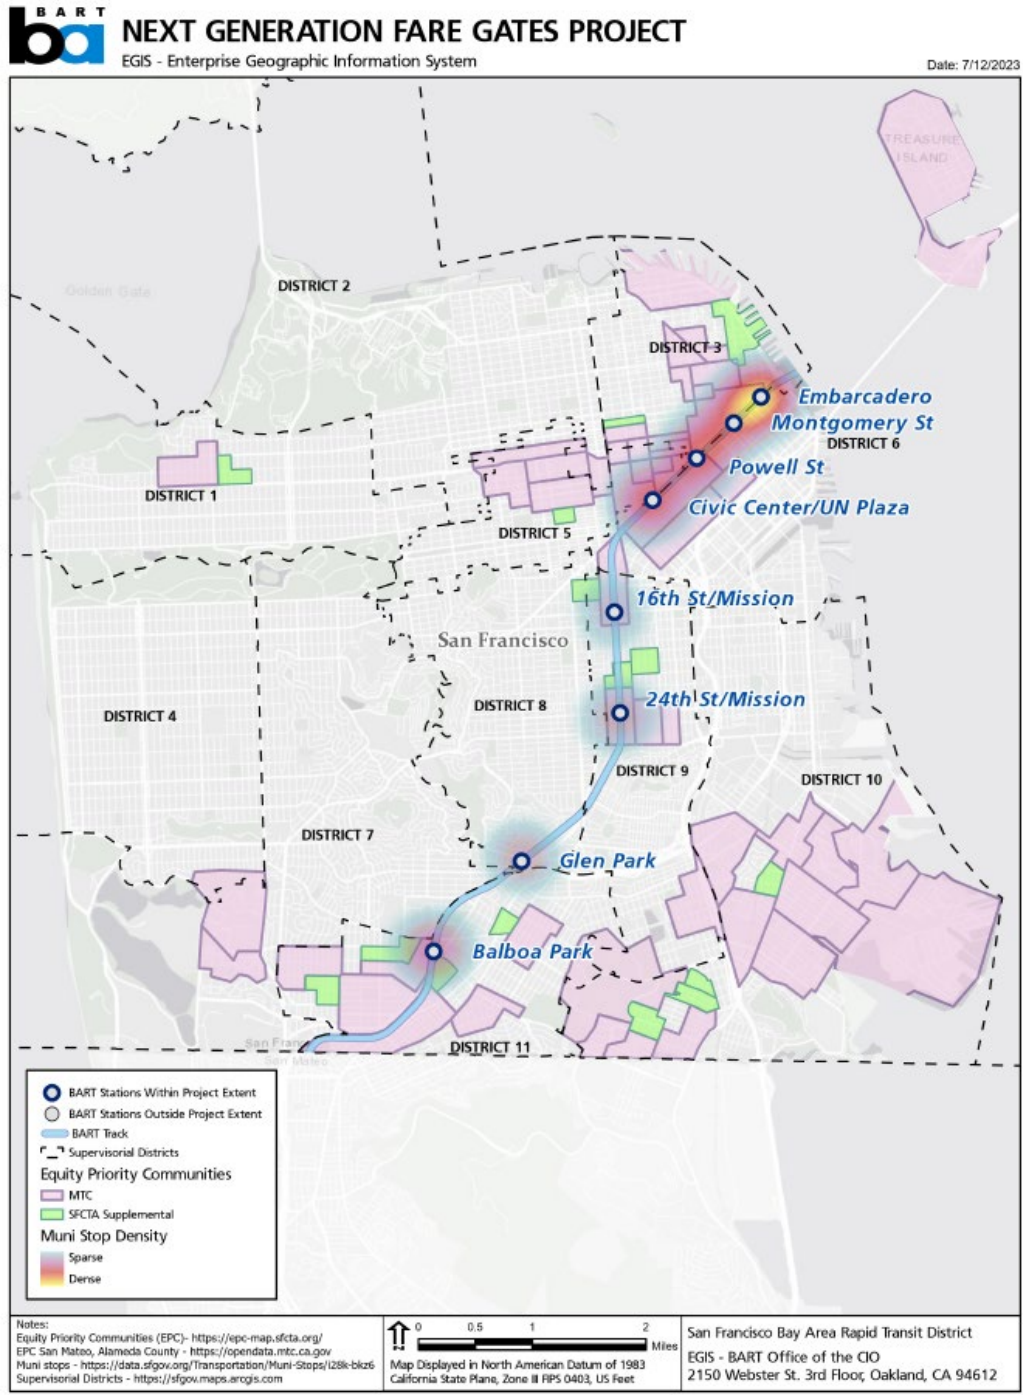 BART
ba
NEXT GENERATION FARE GATES PROJECT
EGIS - Enterprise Geographic Information System
Date: 7/12/2023
TREASURE
ISLAND
Golden Gate
DISTRICT 2
DISTRICT 3
Embarcadero
Montgomery St
DISTRICT 6
Powell St
DISTRICT 1
Civic Center/UN Plaza
DISTRICT 5
16th St/Mission
San Francisco
24th St/Mission
DISTRICT 8
DISTRICT 4
DISTRICT 9
DISTRICT 10
DISTRICT 7
Glen Park
Balboa Park
San Fran
San Mateo
DISTRICT 11
BART Stations Within Project Extent
BART Stations Outside Project Extent
BART Track
Supervisorial Districts
Equity Priority Communities
MTC
SFCTA Supplemental
Muni Stop Density
Sparse
Dense
Notes:
Equity Priority Communities (EPC)- https://epc-map.sfcta.org/
EPC San Mateo, Alameda County - https://opendata.mtc.ca.gov
Muni stops - https://data.sfgov.org/Transportation/Muni-Stops/i28k-bkz6
Supervisorial Districts - https://sfgov.maps.arcgis.com
0 0.5 1 2
Miles
Map Displayed in North American Datum of 1983
California State Plane, Zone III FIPS 0403, US Feet
San Francisco Bay Area Rapid Transit District
EGIS - BART Office of the CIO
2150 Webster St. 3rd Floor, Oakland, CA 94612